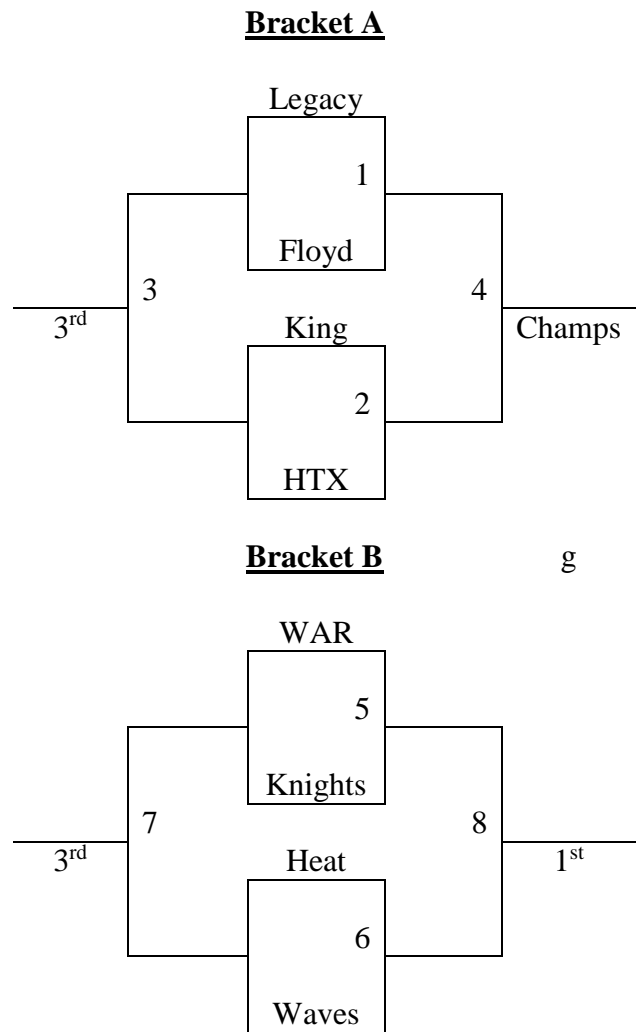 Bracket A
Legacy
1
Floyd
3
4
3rd
King
Champs
2
HTX
Bracket B g
WAR
5
Knights
7
8
3rd
Heat
1st
6
Waves